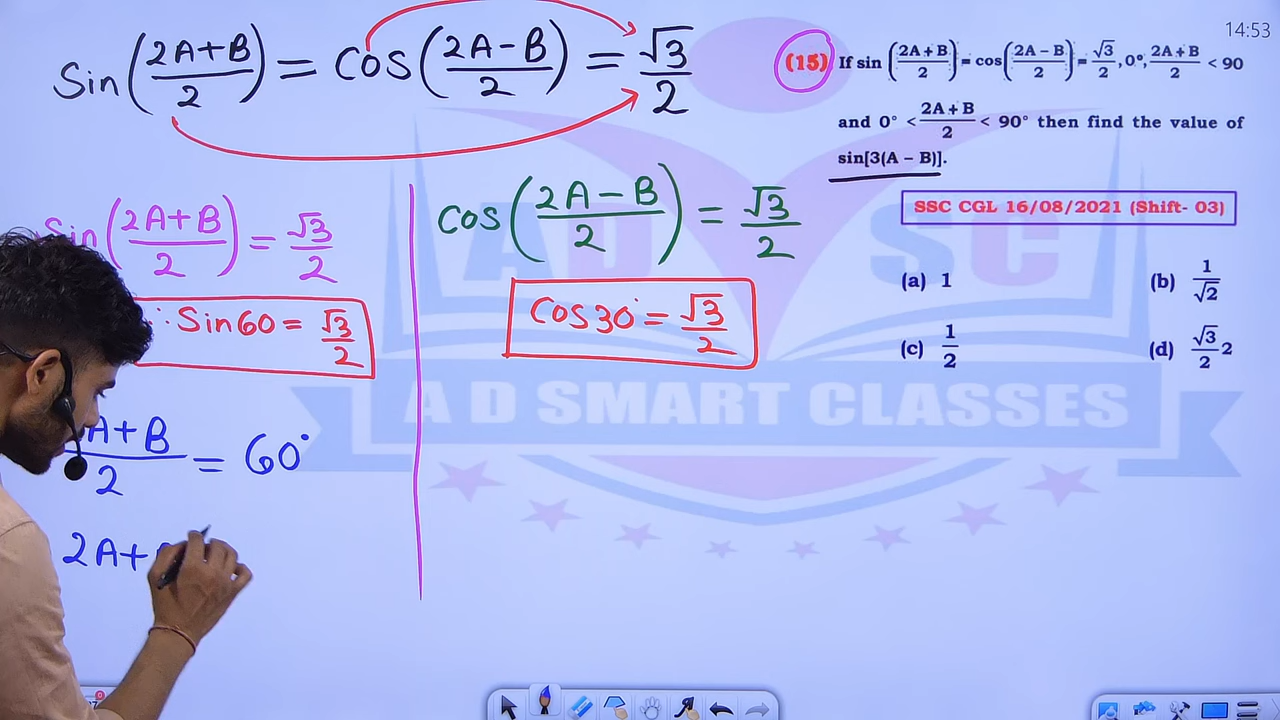 14:53
Sin(2A+B/2) = Cos(2A-B/2) = √3/2
(15) If sin (2A+B/2) = cos(2A-B/2) = √3/2 , 0°, 2A+B/2 < 90
and 0° < 2A+B/2 < 90° then find the value of
sin[3(A – B)].
SSC CGL 16/08/2021 (Shift- 03)
(a) 1
(b) 1/√2
(c) 1/2
(d) √3/2 2
Sin(2A+B/2) = √3/2
∵ Sin60 = √3/2
A+B/2 = 60°
2A+
Cos(2A-B/2) = √3/2
Cos30° = √3/2
AD SC
A D SMART CLASSES